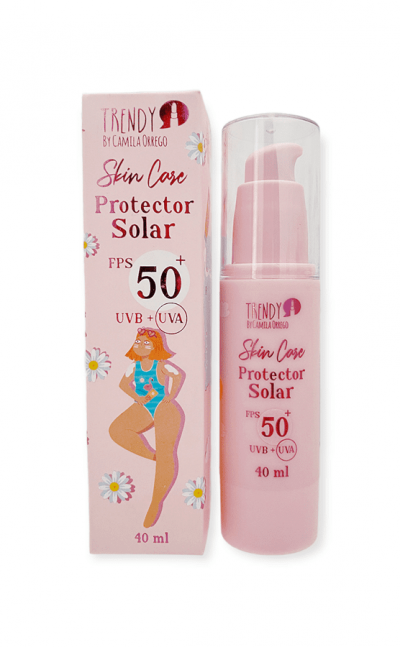 TRENDY
BY CAMILA ORREGO
Skin Care
Protector
Solar
FPS 50+
UVB + UVA
40 ml
TRENDY
BY CAMILA ORREGO
Skin Care
Protector
Solar
FPS 50+
UVB + UVA
40 ml